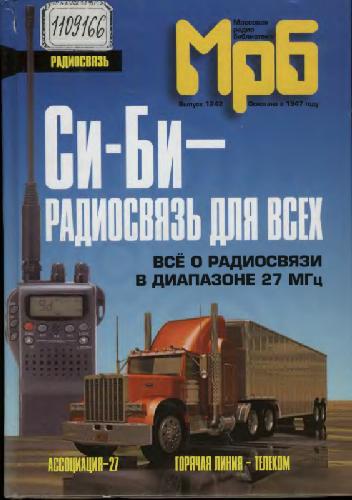 1109166
РАДИОСВЯЗЬ
Массовая
радио
библиотека
МРБ
Выпуск 1242
Основана в 1947 году
Си-Би—
РАДИОСВЯЗЬ ДЛЯ ВСЕХ
ВСЁ О РАДИОСВЯЗИ
В ДИАПАЗОНЕ 27 МГц
АССОЦИАЦИЯ-27
ГОРЯЧАЯ ЛИНИЯ - ТЕЛЕКОМ